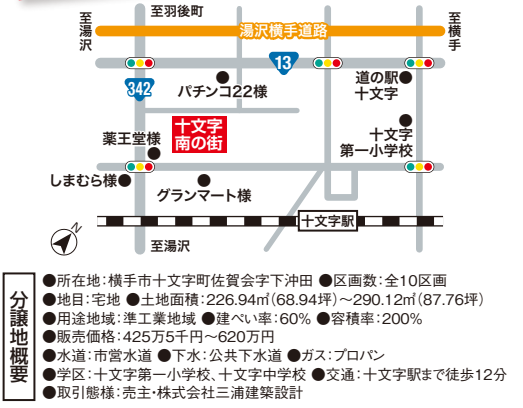 至羽後町
至湯沢
湯沢横手道路
至横手
13
342
パチンコ22様
道の駅
十文字
十文字
南の街
薬王堂様
十文字
第一小学校
しまむら様
グランマート様
十文字駅
N
至湯沢
分譲地概要
●所在地:横手市十文字町佐賀会字下沖田 ●区画数:全10区画
●地目:宅地 ●土地面積:226.94㎡(68.94坪)〜290.12㎡(87.76坪)
●用途地域:準工業地域 ●建ぺい率:60% ●容積率:200%
●販売価格:425万5千円〜620万円
●水道:市営水道 ●下水:公共下水道 ●ガス:プロパン
●学区:十文字第一小学校、十文字中学校 ●交通:十文字駅まで徒歩12分
●取引態様:売主・株式会社三浦建築設計